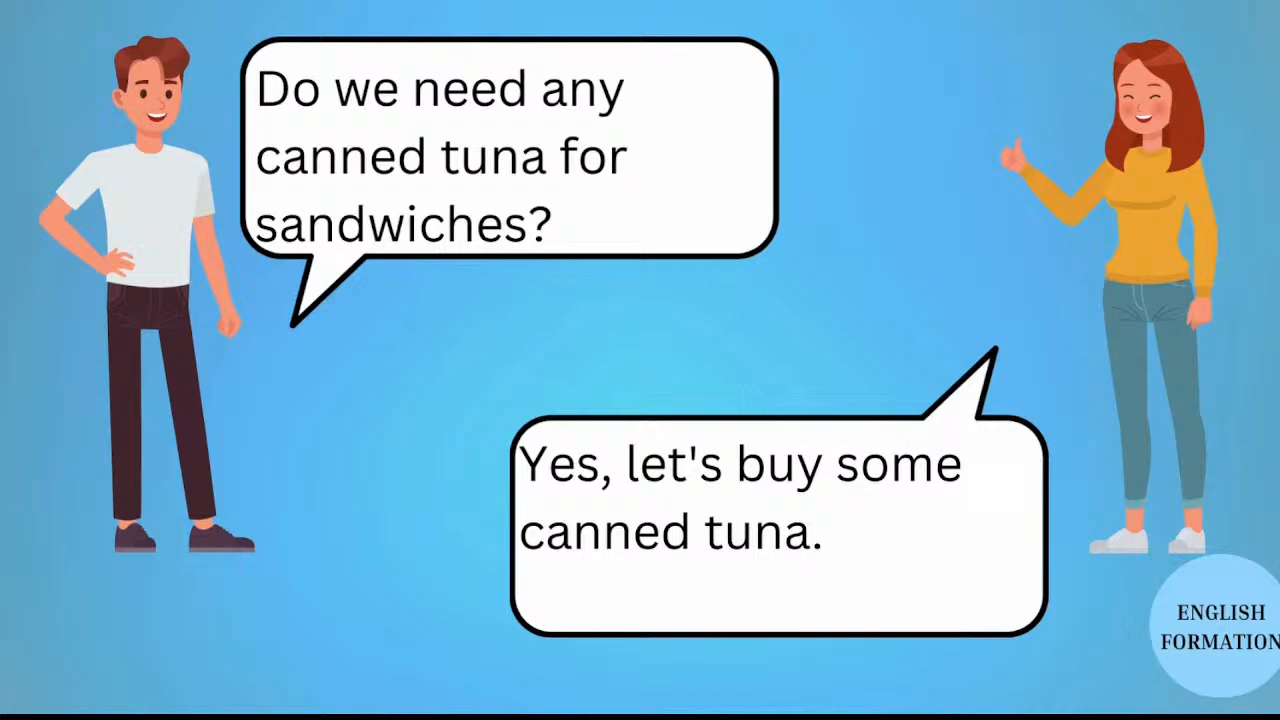 Do we need any
canned tuna for
sandwiches?
Yes, let's buy some
canned tuna.
ENGLISH
FORMATION